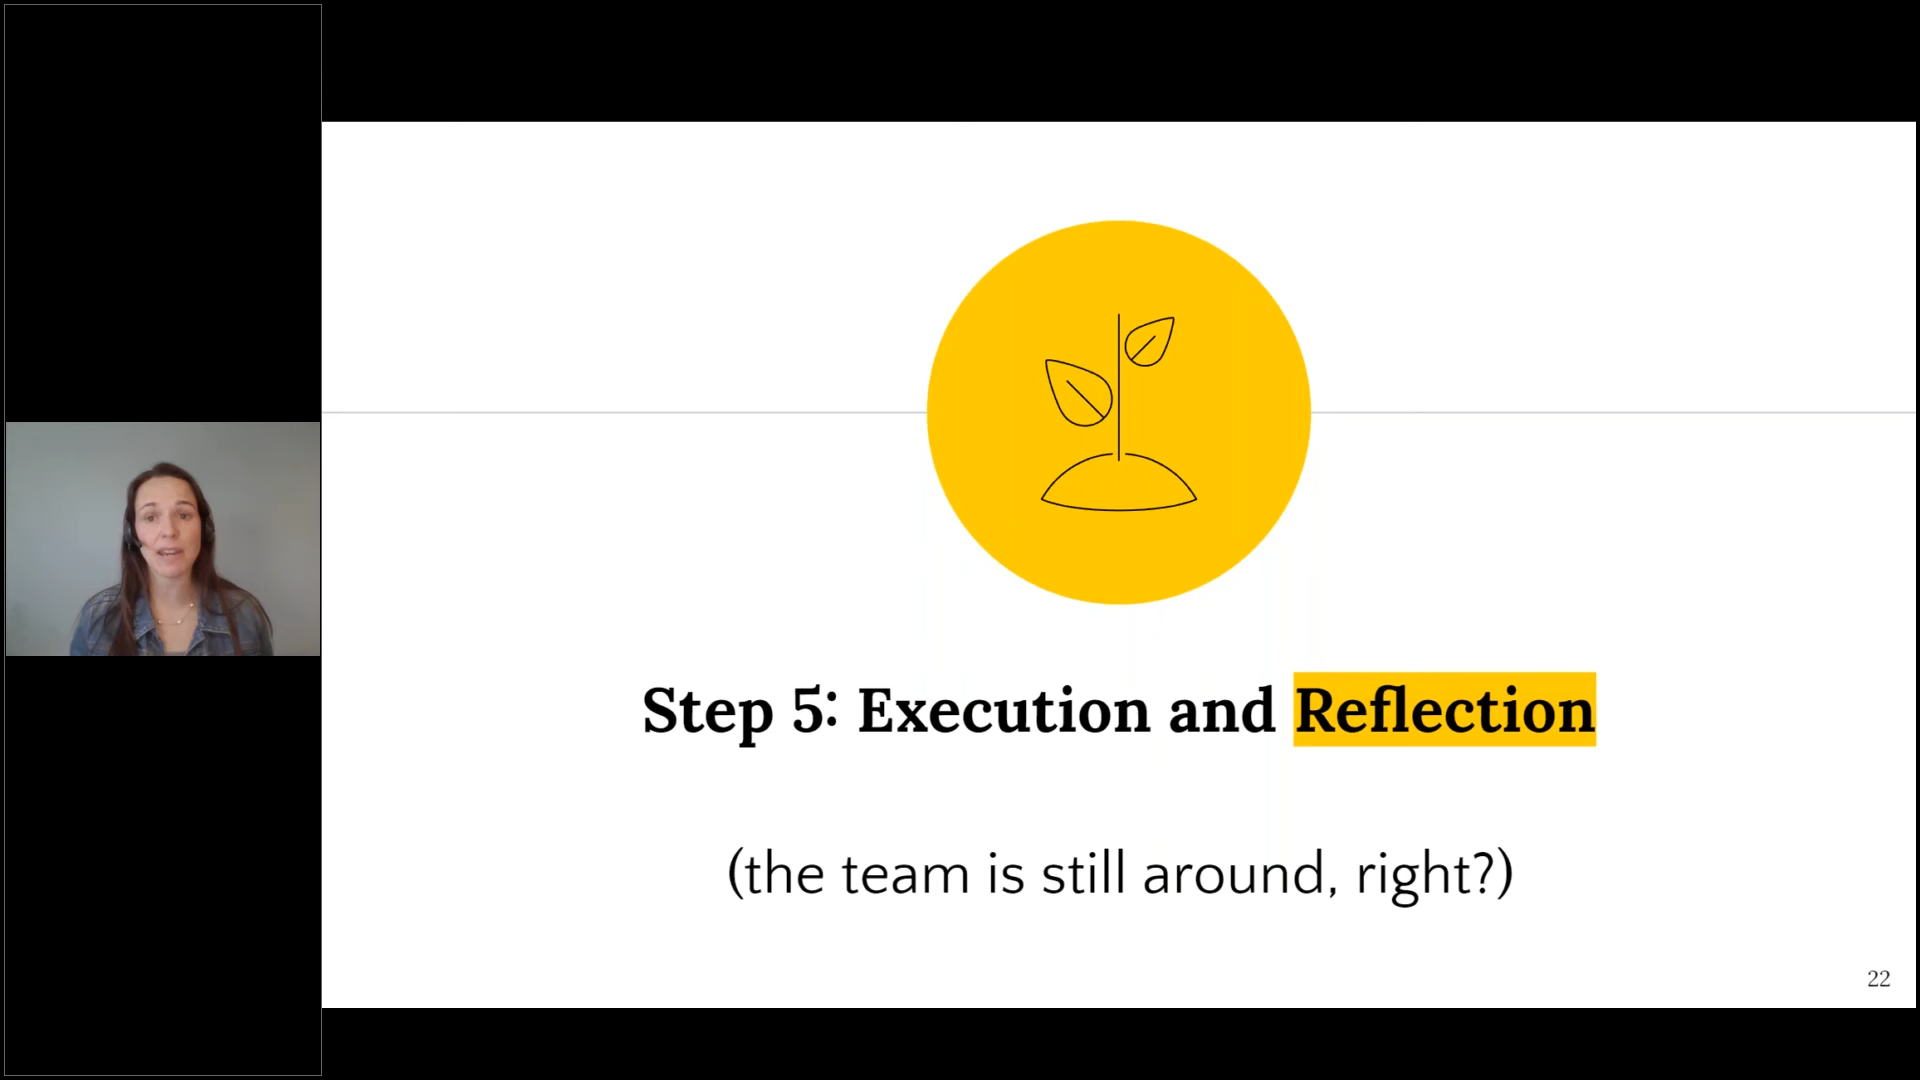 Step 5: Execution and Reflection
(the team is still around, right?)
22